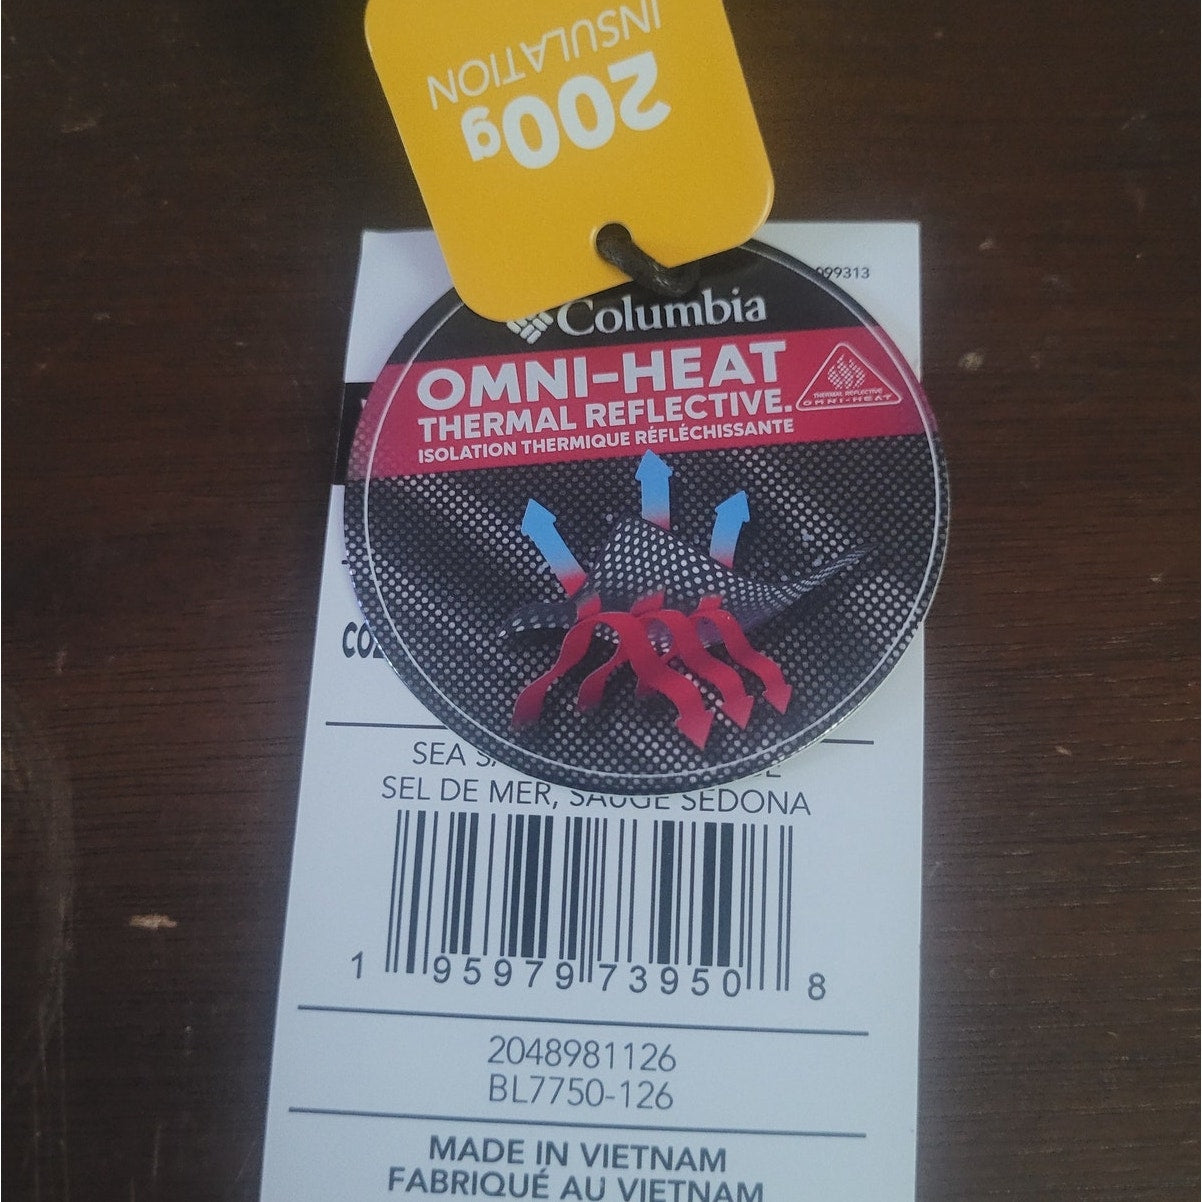 200g
INSULATION
099313
Columbia
OMNI-HEAT
THERMAL REFLECTIVE.
ISOLATION THERMIQUE RÉFLÉCHISSANTE
THERMAL REFLECTIVE
OMNI-HEAT
SEA
SEL DE MER, SAUGE SEDONA
1 95979 73950 8
2048981126
BL7750-126
MADE IN VIETNAM
FABRIQUÉ AU VIETNAM